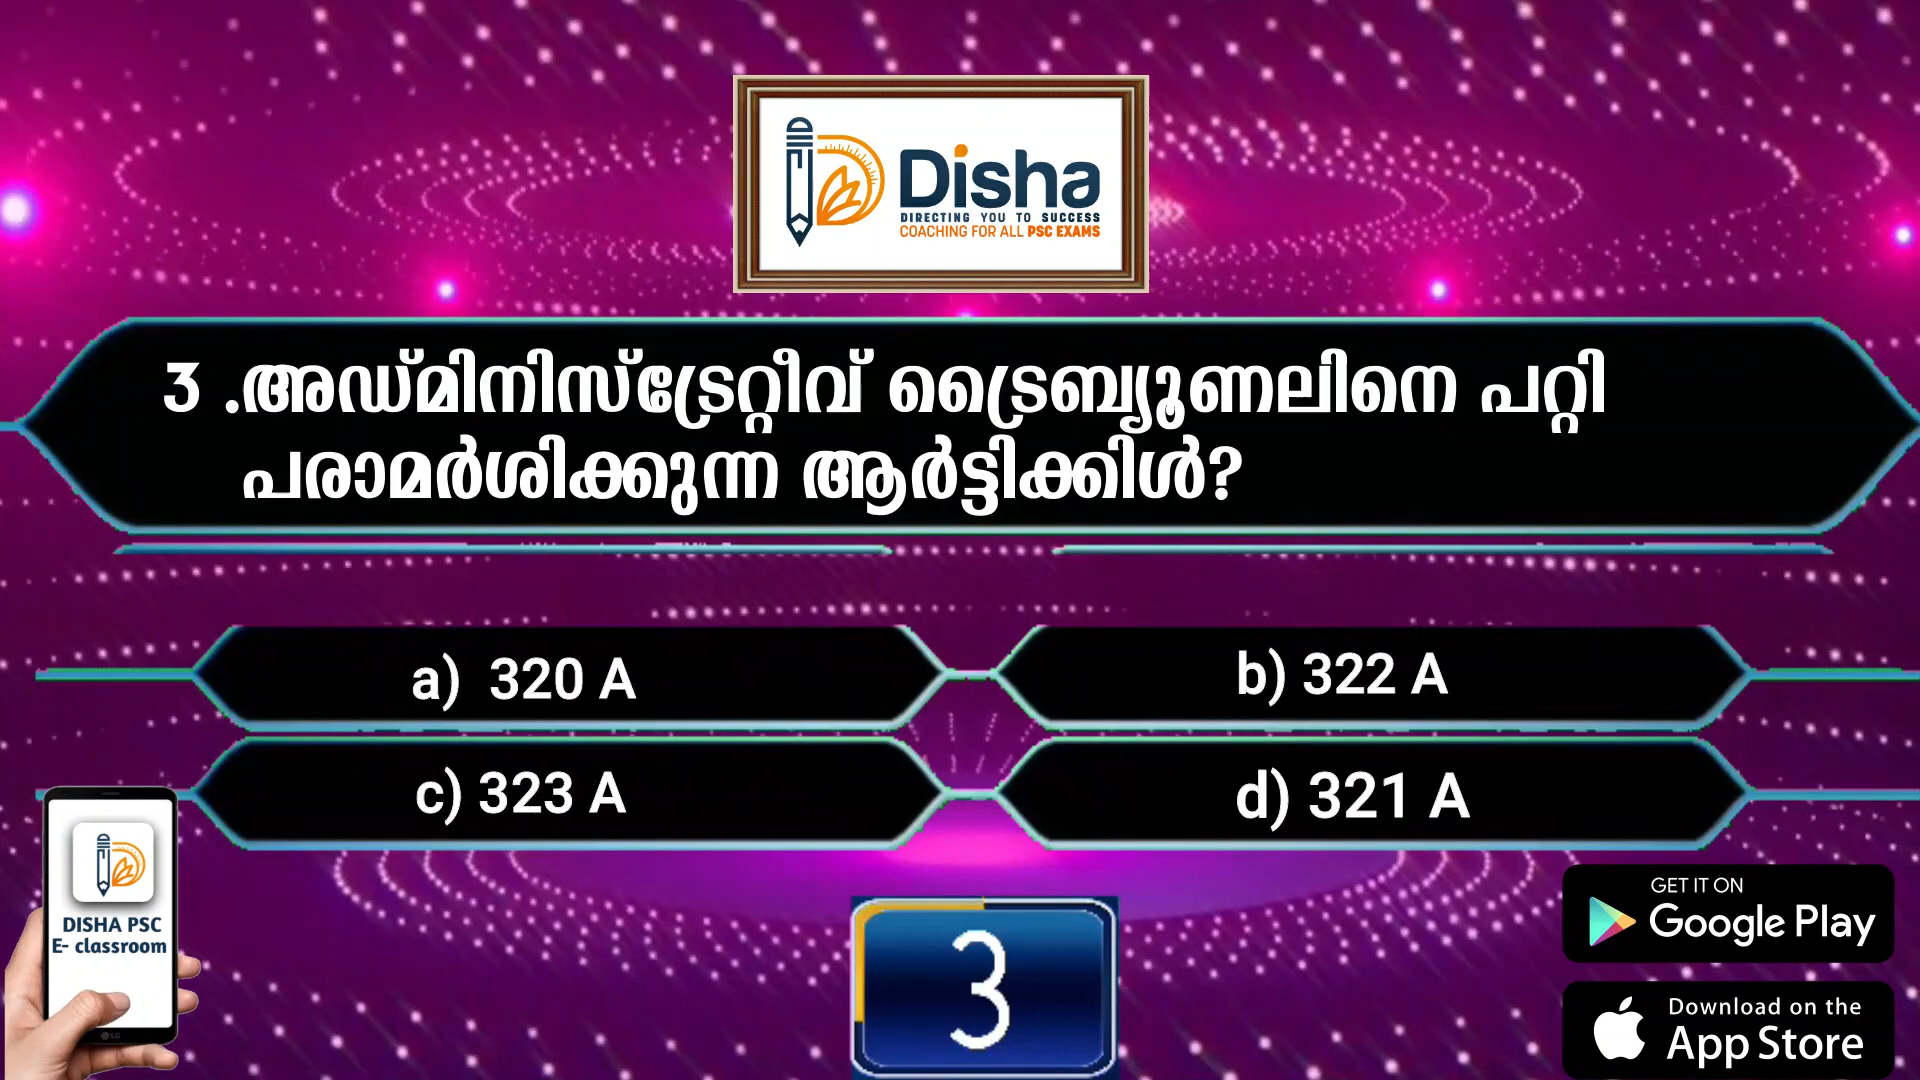 Disha
DIRECTING YOU TO SUCCESS
COACHING FOR ALL PSC EXAMS
3 .അഡ്മിനിസ്ട്രേറ്റീവ് ട്രൈബ്യൂണലിനെ പറ്റി
പരാമർശിക്കുന്ന ആർട്ടിക്കിൾ?
a) 320 A
b) 322 A
c) 323 A
d) 321 A
DISHA PSC
E- classroom
LG
3
GET IT ON
Google Play
Download on the
App Store